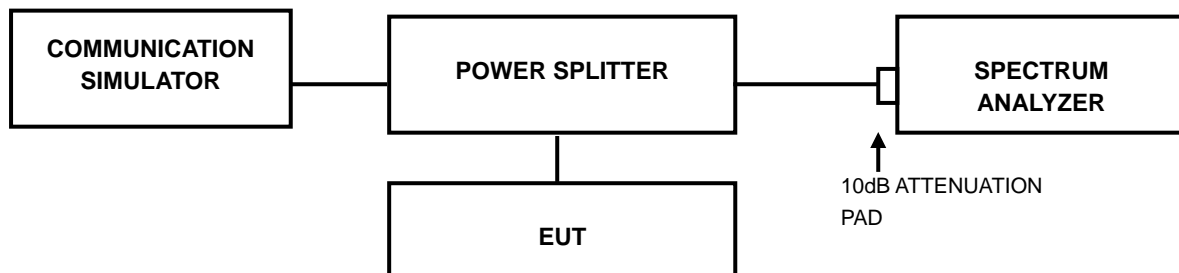 COMMUNICATION
SIMULATOR
POWER SPLITTER
SPECTRUM
ANALYZER
10dB ATTENUATION
PAD
EUT